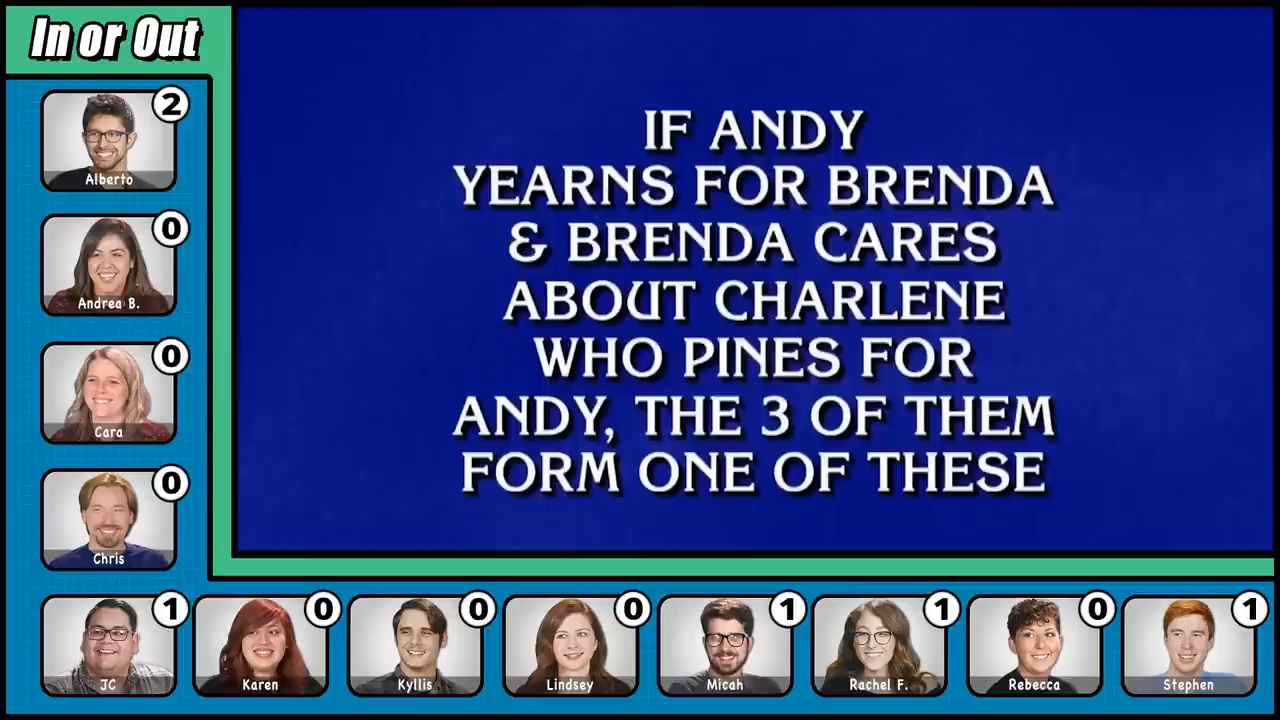 In or Out
IF ANDY
YEARNS FOR BRENDA
& BRENDA CARES
ABOUT CHARLENE
WHO PINES FOR
ANDY, THE 3 OF THEM
FORM ONE OF THESE
2
Alberto
0
Andrea B.
0
Cara
0
Chris
1
JC
0
Karen
0
Kyllis
0
Lindsey
1
Micah
1
Rachel F.
0
Rebecca
1
Stephen